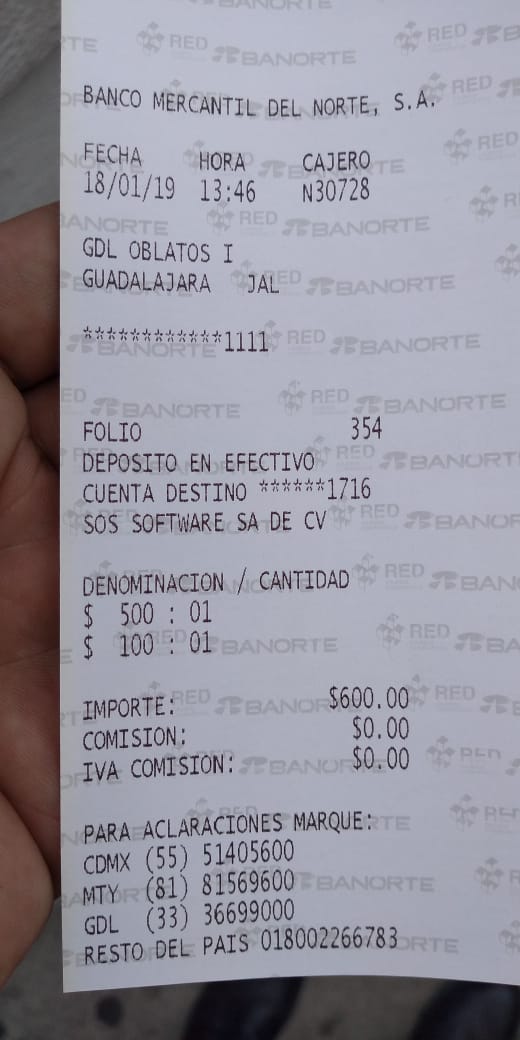 BANCO MERCANTIL DEL NORTE, S.A.
FECHA HORA CAJERO
18/01/19 13:46 N30728
GDL OBLATOS I
GUADALAJARA JAL
************1111
FOLIO 354
DEPOSITO EN EFECTIVO
CUENTA DESTINO ******1716
SOS SOFTWARE SA DE CV
DENOMINACION / CANTIDAD
$ 500 : 01
$ 100 : 01
IMPORTE: $600.00
COMISION: $0.00
IVA COMISION: $0.00
PARA ACLARACIONES MARQUE:
CDMX (55) 51405600
MTY (81) 81569600
GDL (33) 36699000
RESTO DEL PAIS 018002266783
RED BANORTE